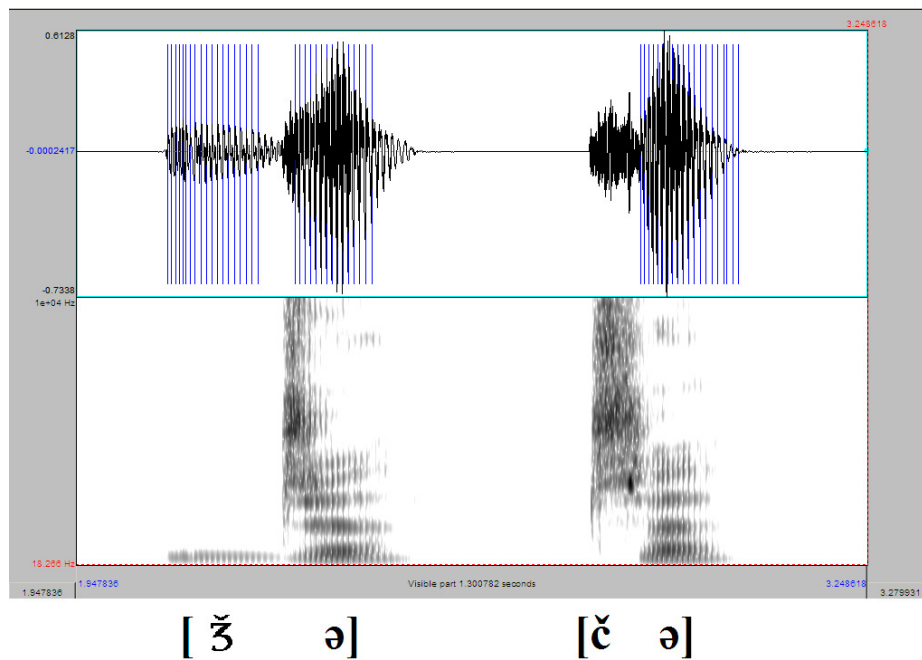 3.248618
0.6128
-0.0002417
-0.7338
1e+04 Hz
18.266 Hz
1.947836 Visible part 1.300782 seconds 3.248618
1.947836 3.279931
[ ǯ ə] [č ə]